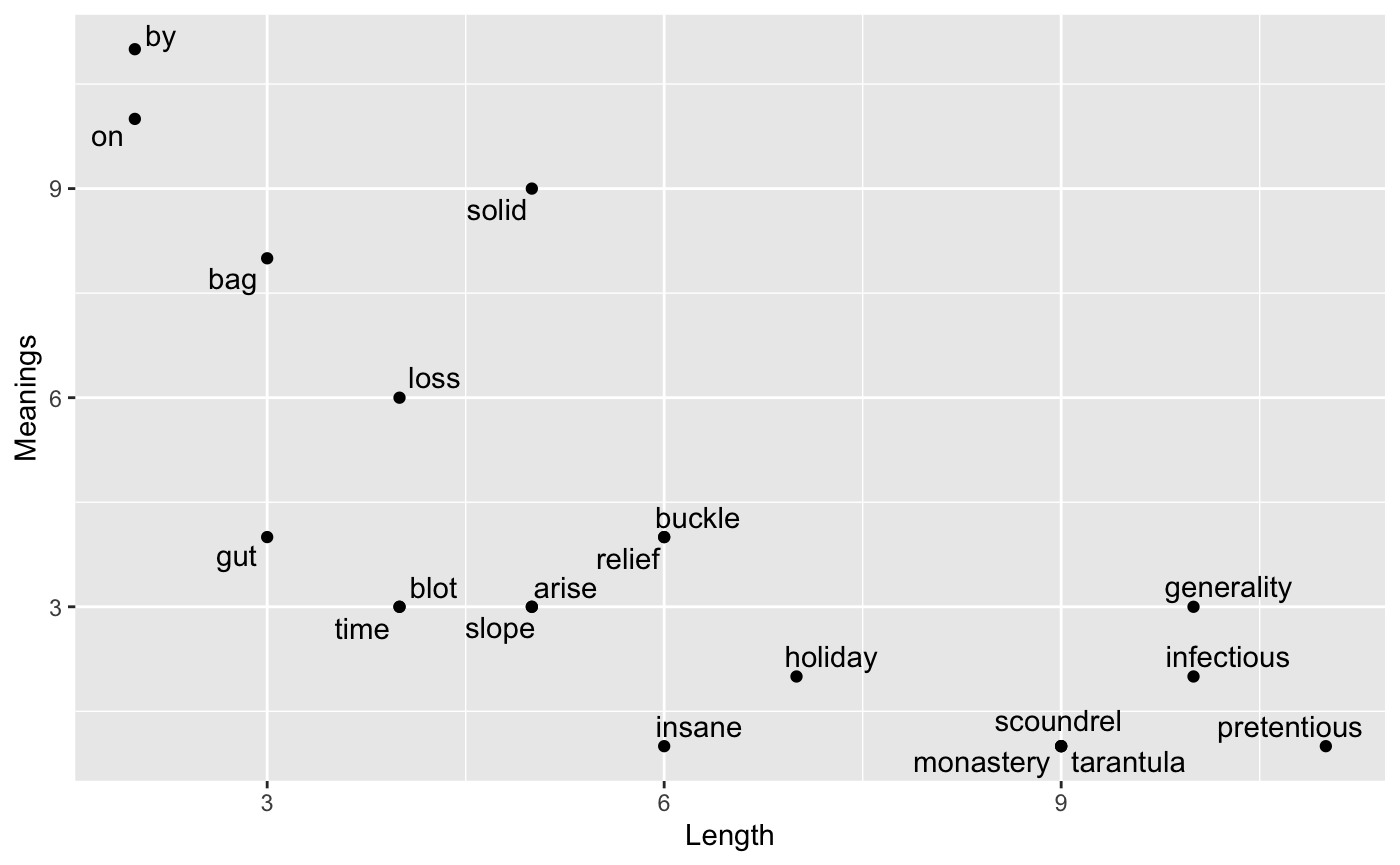 by
on
9
solid
bag
loss
6
Meanings
buckle
relief
gut
blot
arise
generality
3
time
slope
holiday
infectious
insane
scoundrel
pretentious
monastery
tarantula
3
6
9
Length